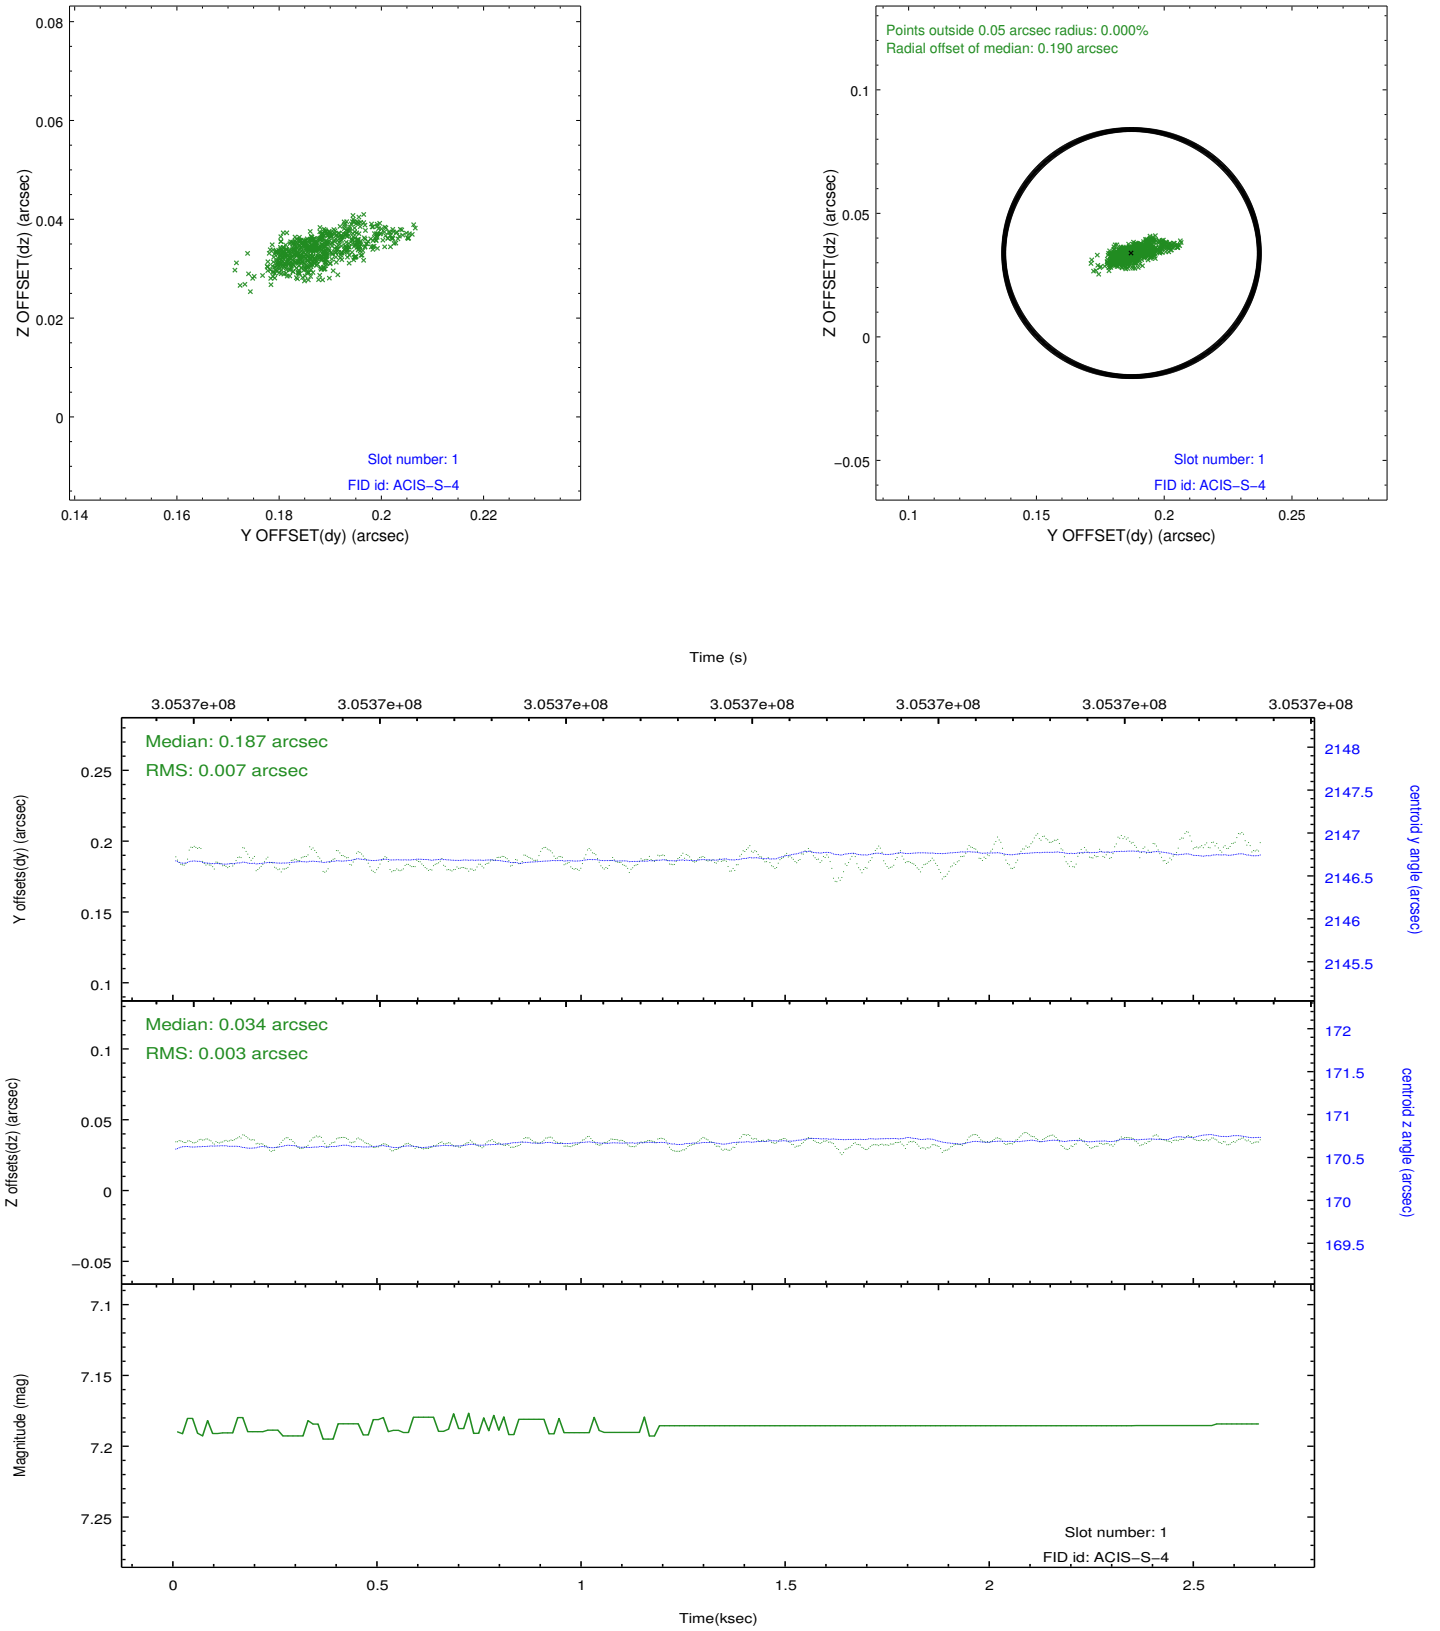 0.08
0.06
0.04
0.02
0
Z OFFSET(dz) (arcsec)
Slot number: 1
FID id: ACIS−S−4
0.14 0.16 0.18 0.2 0.22
Y OFFSET(dy) (arcsec)
Points outside 0.05 arcsec radius: 0.000%
Radial offset of median: 0.190 arcsec
0.1
0.05
0
−0.05
Z OFFSET(dz) (arcsec)
Slot number: 1
FID id: ACIS−S−4
0.1 0.15 0.2 0.25
Y OFFSET(dy) (arcsec)
Time (s)
3.0537e+08 3.0537e+08 3.0537e+08 3.0537e+08 3.0537e+08 3.0537e+08 3.0537e+08
Median: 0.187 arcsec
RMS: 0.007 arcsec
0.25
0.2
0.15
0.1
Y offsets(dy) (arcsec)
2148
2147.5
2147
2146.5
2146
2145.5
centroid y angle (arcsec)
Median: 0.034 arcsec
RMS: 0.003 arcsec
0.1
0.05
0
−0.05
Z offsets(dz) (arcsec)
172
171.5
171
170.5
170
169.5
centroid z angle (arcsec)
7.1
7.15
7.2
7.25
Magnitude (mag)
Slot number: 1
FID id: ACIS−S−4
0 0.5 1 1.5 2 2.5
Time(ksec)